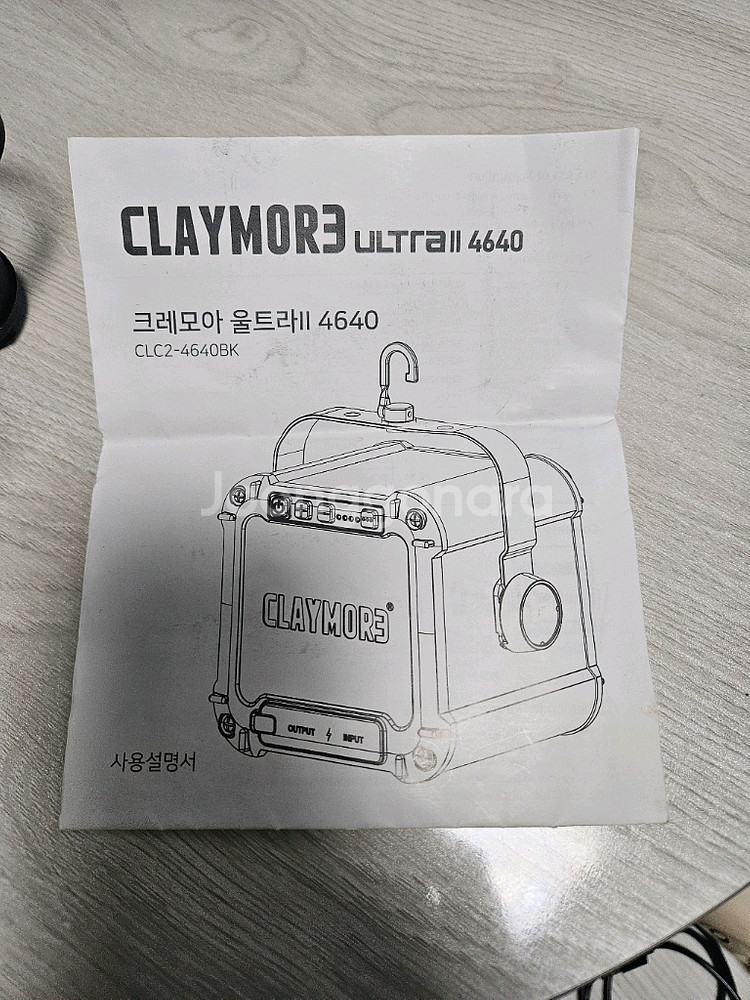 CLAYMORE ULTRA II 4640
크레모아 울트라II 4640
CLC2-4640BK
Joonggonara
CLAYMORE®
OUTPUT INPUT
사용설명서